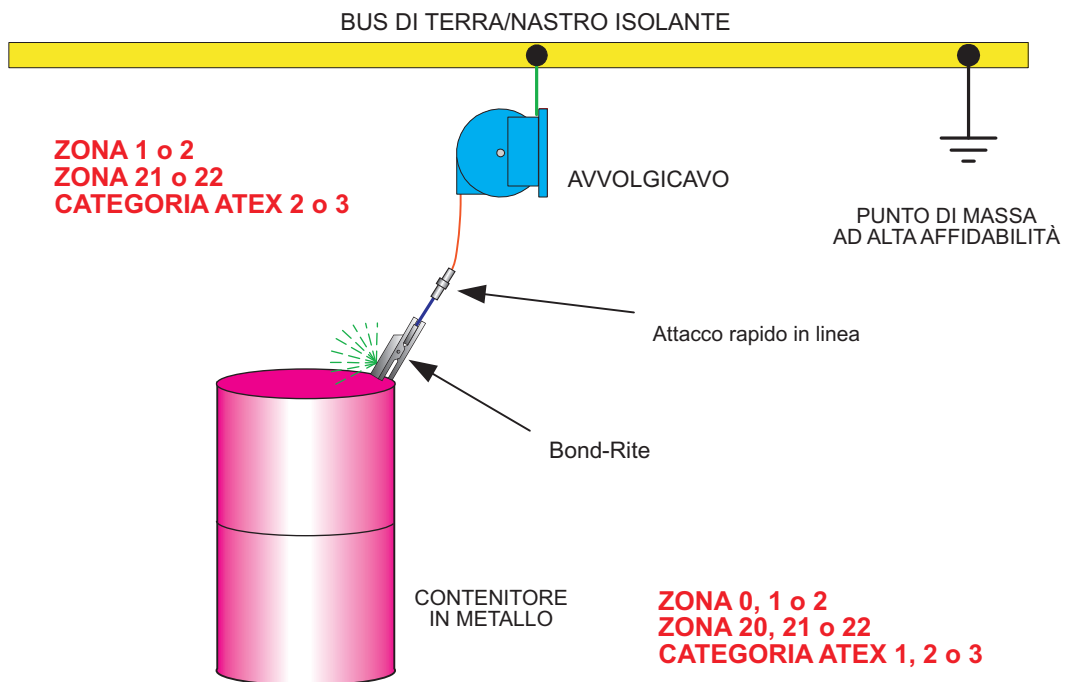 BUS DI TERRA/NASTRO ISOLANTE
ZONA 1 o 2
ZONA 21 o 22
CATEGORIA ATEX 2 o 3
AVVOLGICAVO
PUNTO DI MASSA
AD ALTA AFFIDABILITÀ
Attacco rapido in linea
Bond-Rite
CONTENITORE
IN METALLO
ZONA 0, 1 o 2
ZONA 20, 21 o 22
CATEGORIA ATEX 1, 2 o 3